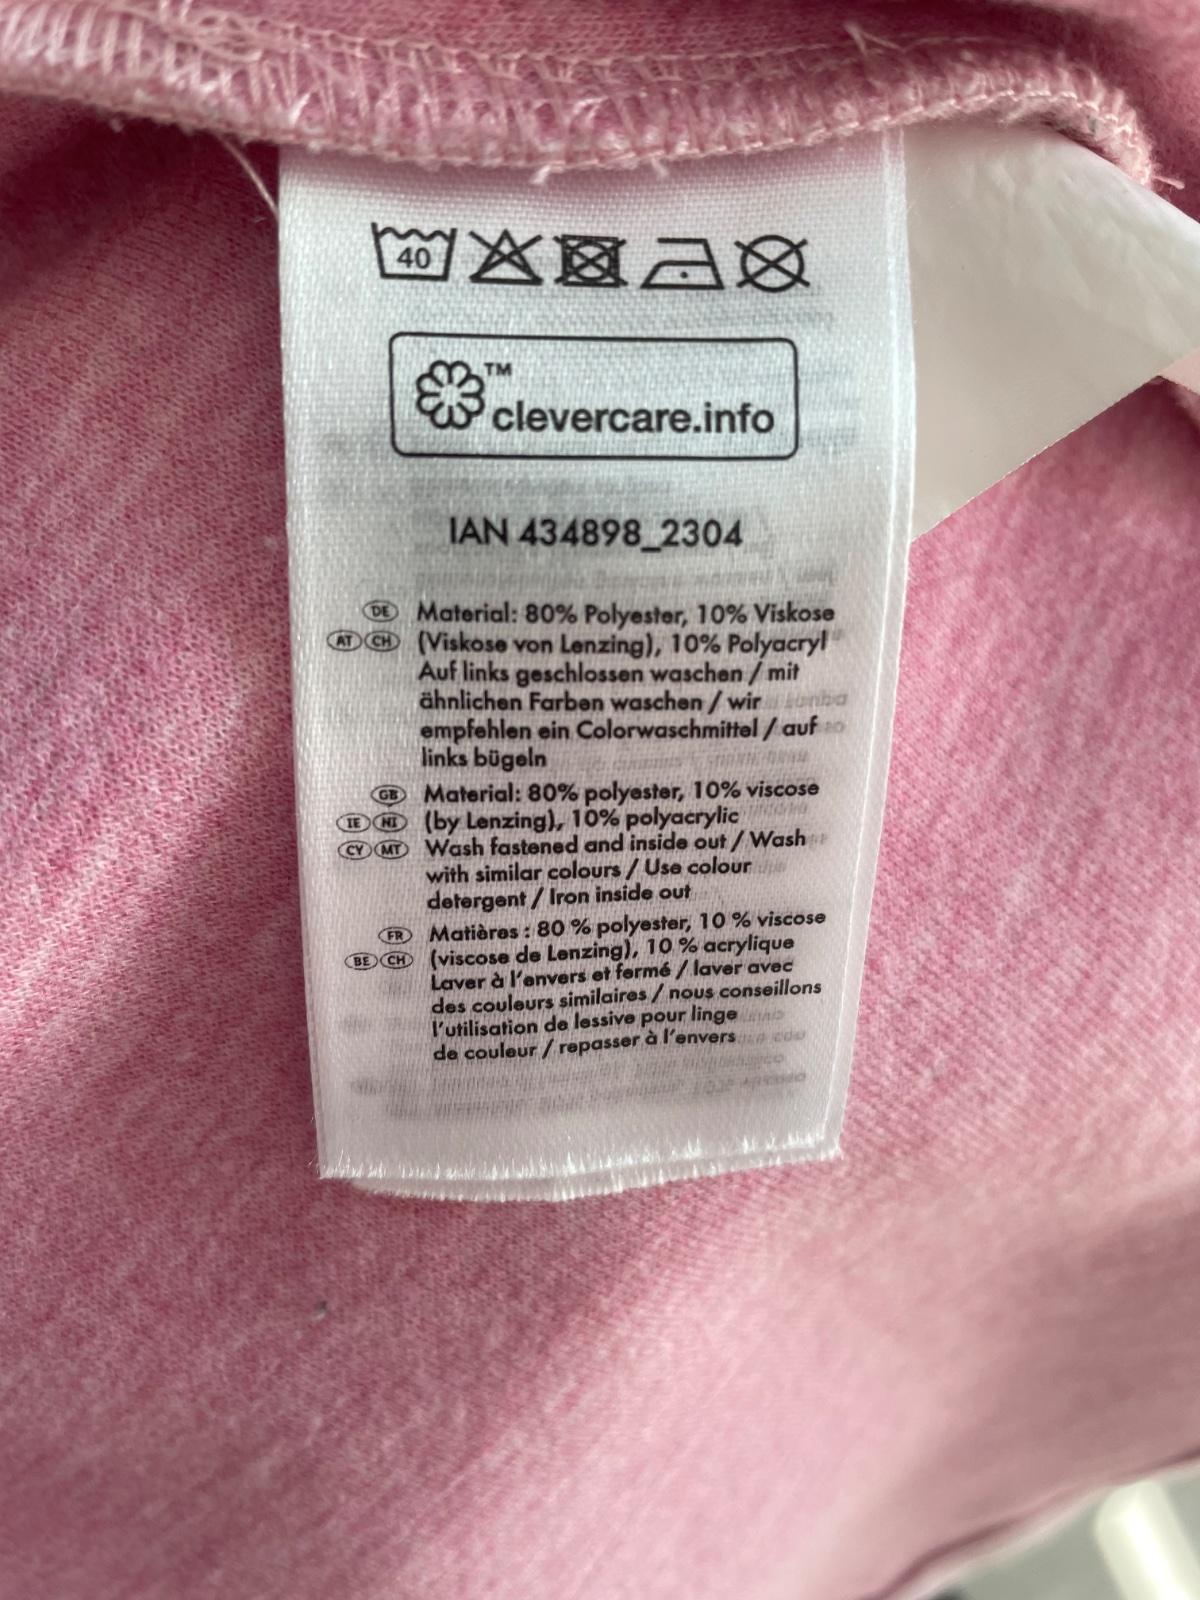 40
TM
clevercare.info
IAN 434898_2304
DE Material: 80% Polyester, 10% Viskose
AT CH (Viskose von Lenzing), 10% Polyacryl
Auf links geschlossen waschen / mit
ähnlichen Farben waschen / wir
empfehlen ein Colorwaschmittel / auf
links bügeln
GB Material: 80% polyester, 10% viscose
IE NI (by Lenzing), 10% polyacrylic
CY MT Wash fastened and inside out / Wash
with similar colours / Use colour
detergent / Iron inside out
FR Matières : 80 % polyester, 10 % viscose
BE CH (viscose de Lenzing), 10 % acrylique
Laver à l'envers et fermé / laver avec
des couleurs similaires / nous conseillons
l'utilisation de lessive pour linge
de couleur / repasser à l'envers